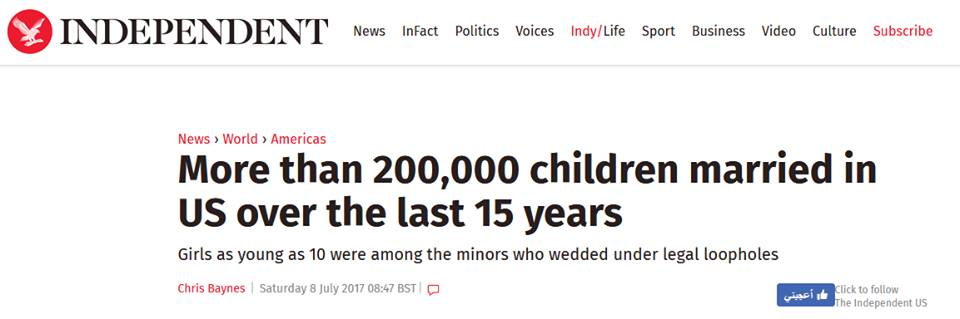 INDEPENDENT
News InFact Politics Voices Indy/Life Sport Business Video Culture Subscribe
News › World › Americas
More than 200,000 children married in
US over the last 15 years
Girls as young as 10 were among the minors who wedded under legal loopholes
Chris Baynes | Saturday 8 July 2017 08:47 BST |
أعجبني
Click to follow
The Independent US